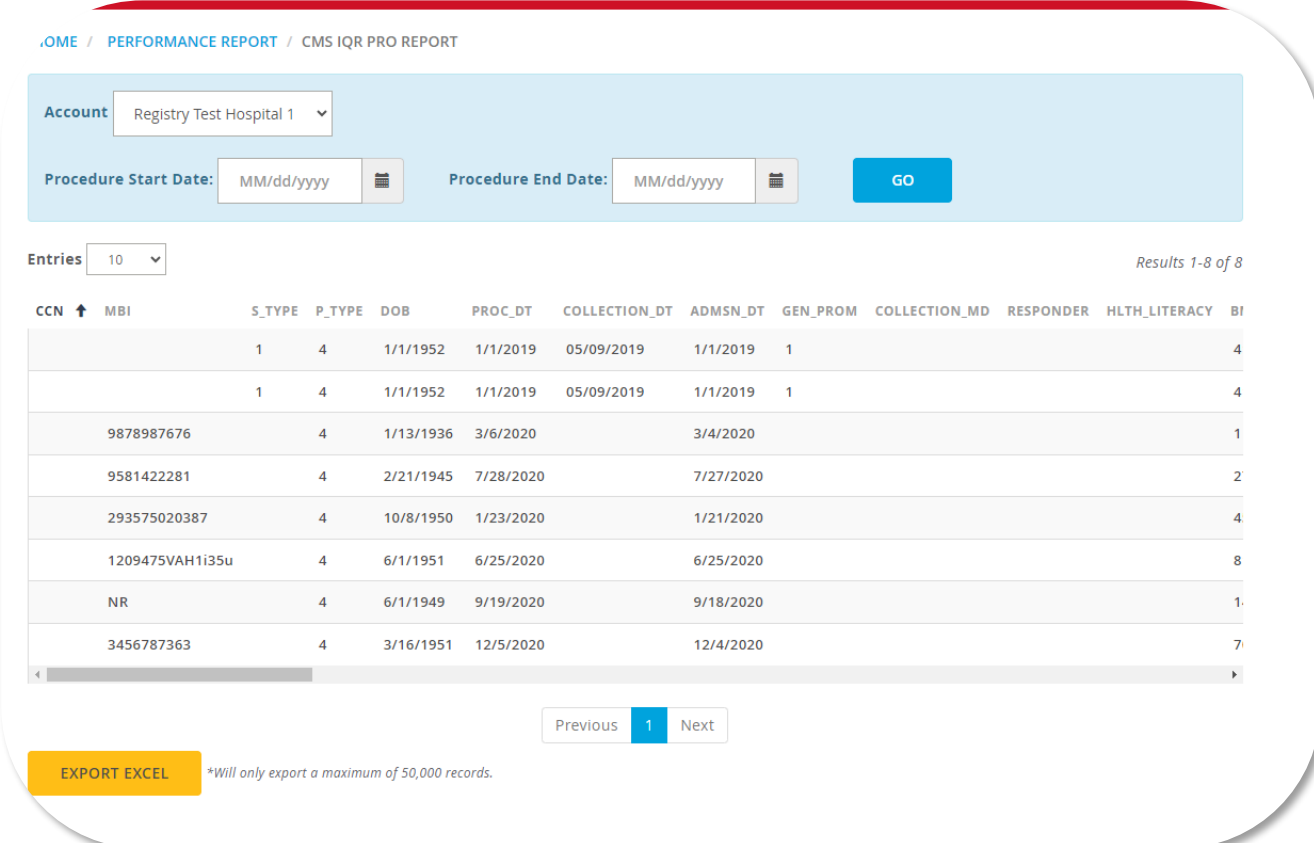 OME / PERFORMANCE REPORT / CMS IQR PRO REPORT
Account Registry Test Hospital 1
Procedure Start Date: MM/dd/yyyy Procedure End Date: MM/dd/yyyy GO
Entries 10 Results 1-8 of 8
CCN MBI S_TYPE P_TYPE DOB PROC_DT COLLECTION_DT ADMSN_DT GEN_PROM COLLECTION_MD RESPONDER HLTH_LITERACY
1 4 1/1/1952 1/1/2019 05/09/2019 1/1/2019 1 4
1 4 1/1/1952 1/1/2019 05/09/2019 1/1/2019 1 4
9878987676 4 1/13/1936 3/6/2020 3/4/2020 1
9581422281 4 2/21/1945 7/28/2020 7/27/2020 2
293575020387 4 10/8/1950 1/23/2020 1/21/2020 4
1209475VAH1i35u 4 6/1/1951 6/25/2020 6/25/2020 8
NR 4 6/1/1949 9/19/2020 9/18/2020 1
3456787363 4 3/16/1951 12/5/2020 12/4/2020 7
Previous 1 Next
EXPORT EXCEL *Will only export a maximum of 50,000 records.